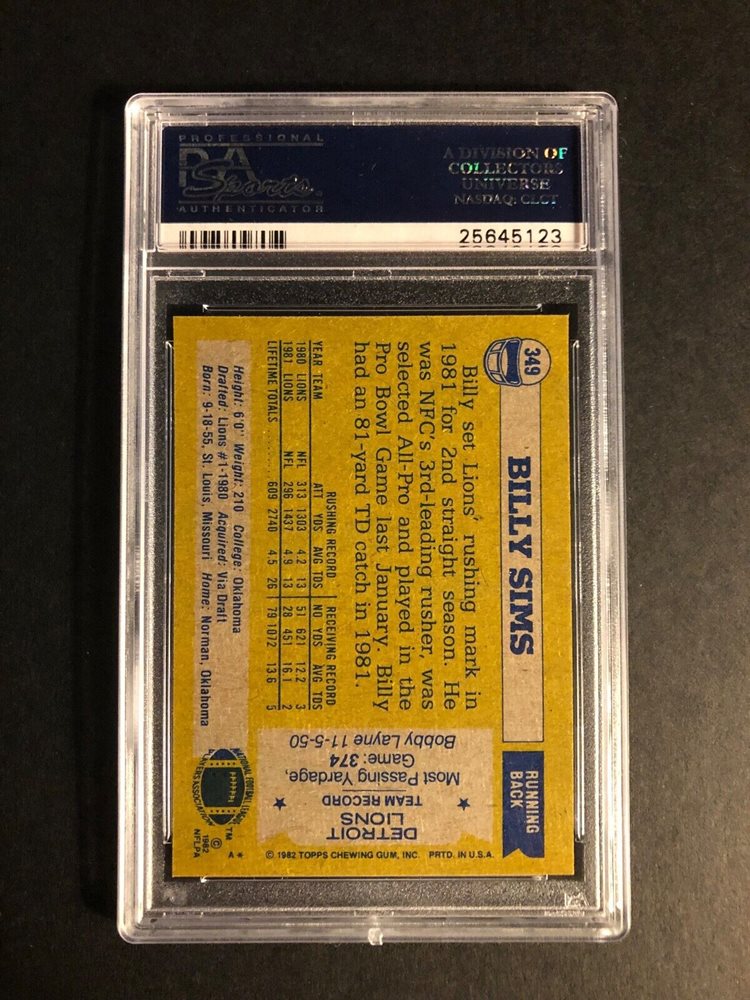 PROFESSIONAL
PSA
Sports
AUTHENTICATOR
A DIVISION OF
COLLECTORS
UNIVERSE
NASDAQ: CLCT
25645123
349
BILLY SIMS
RUNNING
BACK
Billy set Lions' rushing mark in
1981 for 2nd straight season. He
was NFC's 3rd-leading rusher, was
selected All-Pro and played in the
Pro Bowl Game last January. Billy
had an 81-yard TD catch in 1981.
RUSHING RECORD RECEIVING RECORD
YEAR TEAM ATT YDS AVG TDS NO YDS AVG TDS
1980 LIONS NFL 313 1303 4.2 13 51 621 12.2 3
1981 LIONS NFL 296 1437 4.9 13 28 451 16.1 2
LIFETIME TOTALS........ 609 2740 4.5 26 79 1072 13.6 5
Height: 6'0" Weight: 210 College: Oklahoma
Drafted: Lions #1-1980 Acquired: Via Draft
Born: 9-18-55, St. Louis, Missouri Home: Norman, Oklahoma
DETROIT
LIONS
★ TEAM RECORD ★
Most Passing Yardage,
Game: 374
Bobby Layne 11-5-50
NATIONAL FOOTBALL LEAGUE
PLAYERS ASSOCIATION
TM
© 1982
NFLPA
A*
© 1982 TOPPS CHEWING GUM, INC. PRTD. IN U.S.A.